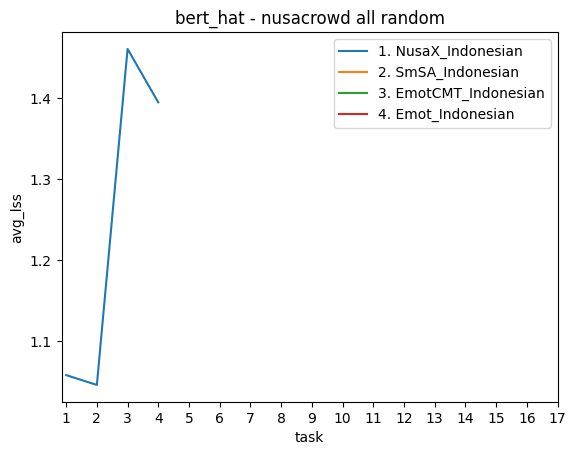 bert_hat - nusacrowd all random
1. NusaX_Indonesian
2. SmSA_Indonesian
3. EmotCMT_Indonesian
4. Emot_Indonesian
avg_lss
1.4
1.3
1.2
1.1
1 2 3 4 5 6 7 8 9 10 11 12 13 14 15 16 17
task